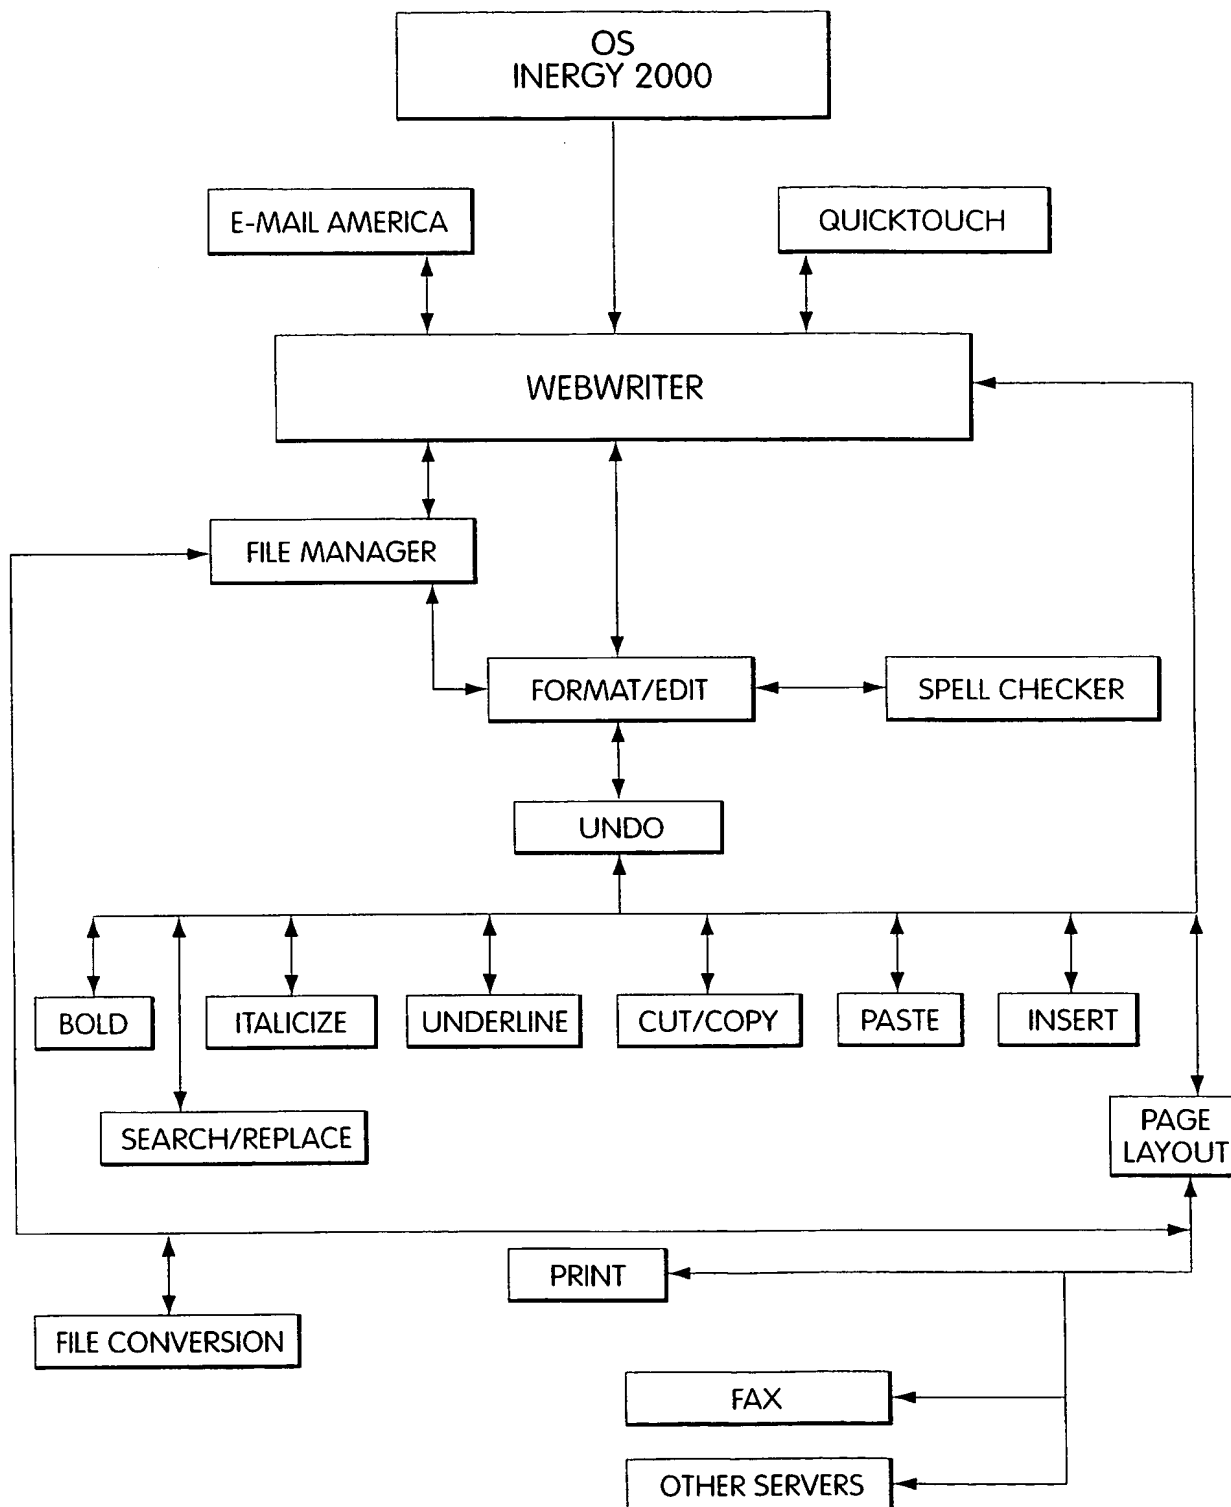 OS
INERGY 2000
E-MAIL AMERICA
QUICKTOUCH
WEBWRITER
FILE MANAGER
FORMAT/EDIT
SPELL CHECKER
UNDO
BOLD
ITALICIZE
UNDERLINE
CUT/COPY
PASTE
INSERT
SEARCH/REPLACE
PAGE
LAYOUT
PRINT
FILE CONVERSION
FAX
OTHER SERVERS